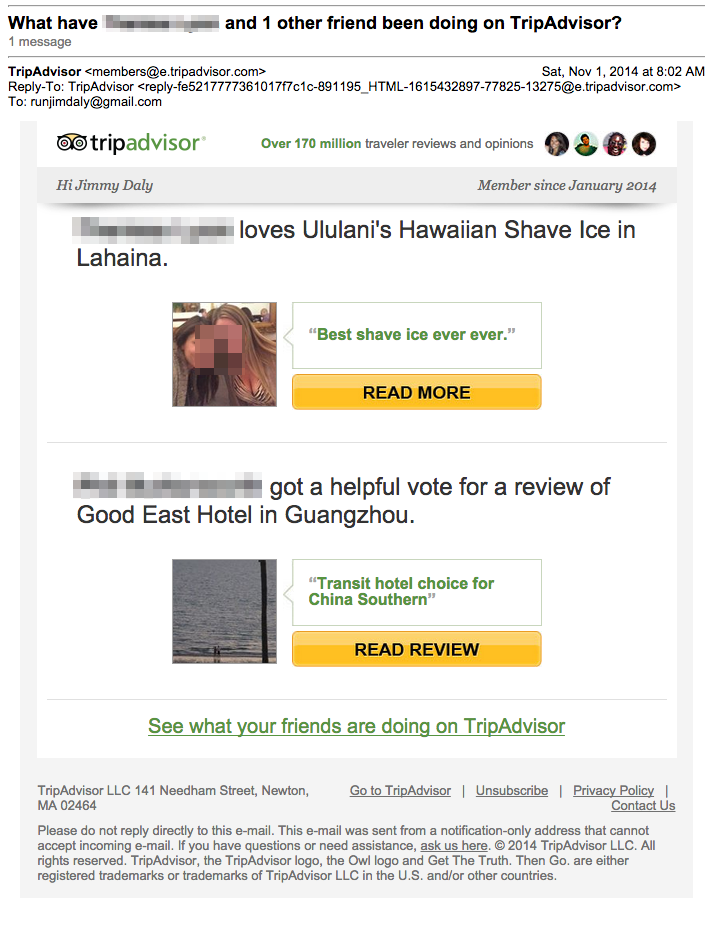 What have and 1 other friend been doing on TripAdvisor?
1 message
TripAdvisor <members@e.tripadvisor.com> Sat, Nov 1, 2014 at 8:02 AM
Reply-To: TripAdvisor <reply-fe5217777361017f7c1c-891195_HTML-1615432897-77825-13275@e.tripadvisor.com>
To: runjimdaly@gmail.com
tripadvisor® Over 170 million traveler reviews and opinions
Hi Jimmy Daly Member since January 2014
loves Ululani's Hawaiian Shave Ice in
Lahaina.
“Best shave ice ever ever.”
READ MORE
got a helpful vote for a review of
Good East Hotel in Guangzhou.
“Transit hotel choice for
China Southern”
READ REVIEW
See what your friends are doing on TripAdvisor
TripAdvisor LLC 141 Needham Street, Newton,
MA 02464
Go to TripAdvisor | Unsubscribe | Privacy Policy |
Contact Us
Please do not reply directly to this e-mail. This e-mail was sent from a notification-only address that cannot
accept incoming e-mail. If you have questions or need assistance, ask us here. © 2014 TripAdvisor LLC. All
rights reserved. TripAdvisor, the TripAdvisor logo, the Owl logo and Get The Truth. Then Go. are either
registered trademarks or trademarks of TripAdvisor LLC in the U.S. and/or other countries.